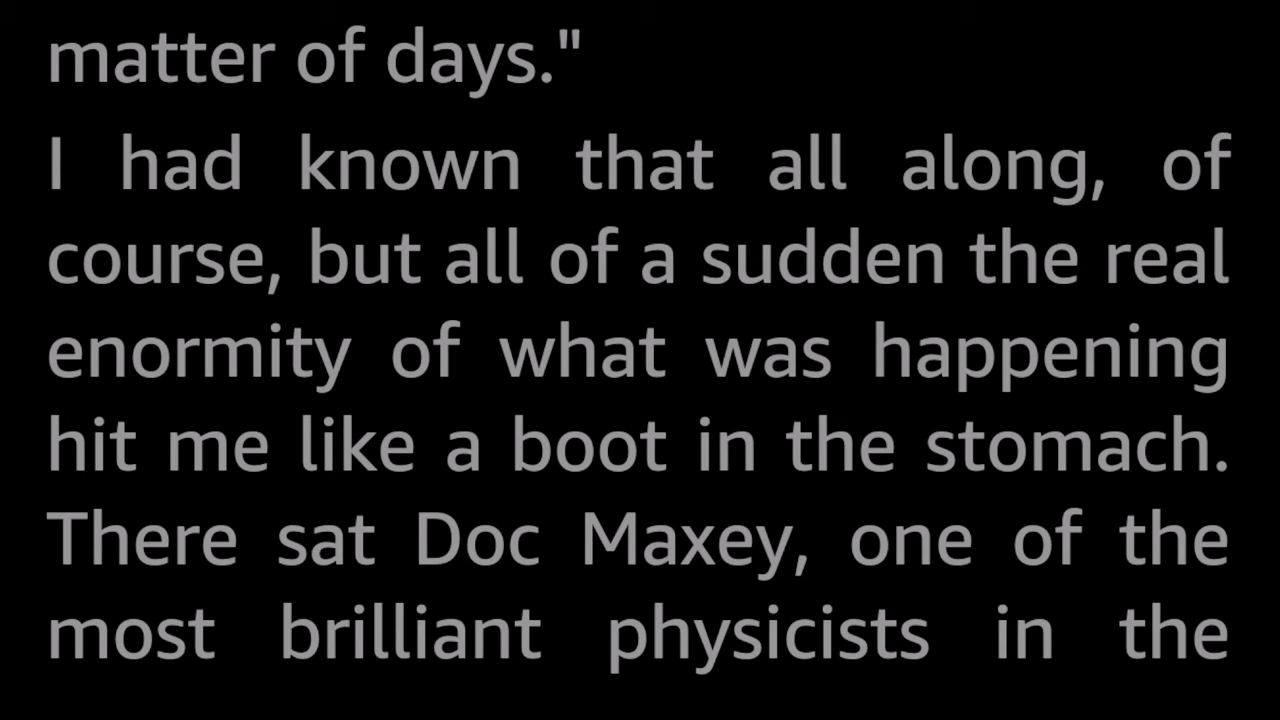 matter of days."
I had known that all along, of
course, but all of a sudden the real
enormity of what was happening
hit me like a boot in the stomach.
There sat Doc Maxey, one of the
most brilliant physicists in the